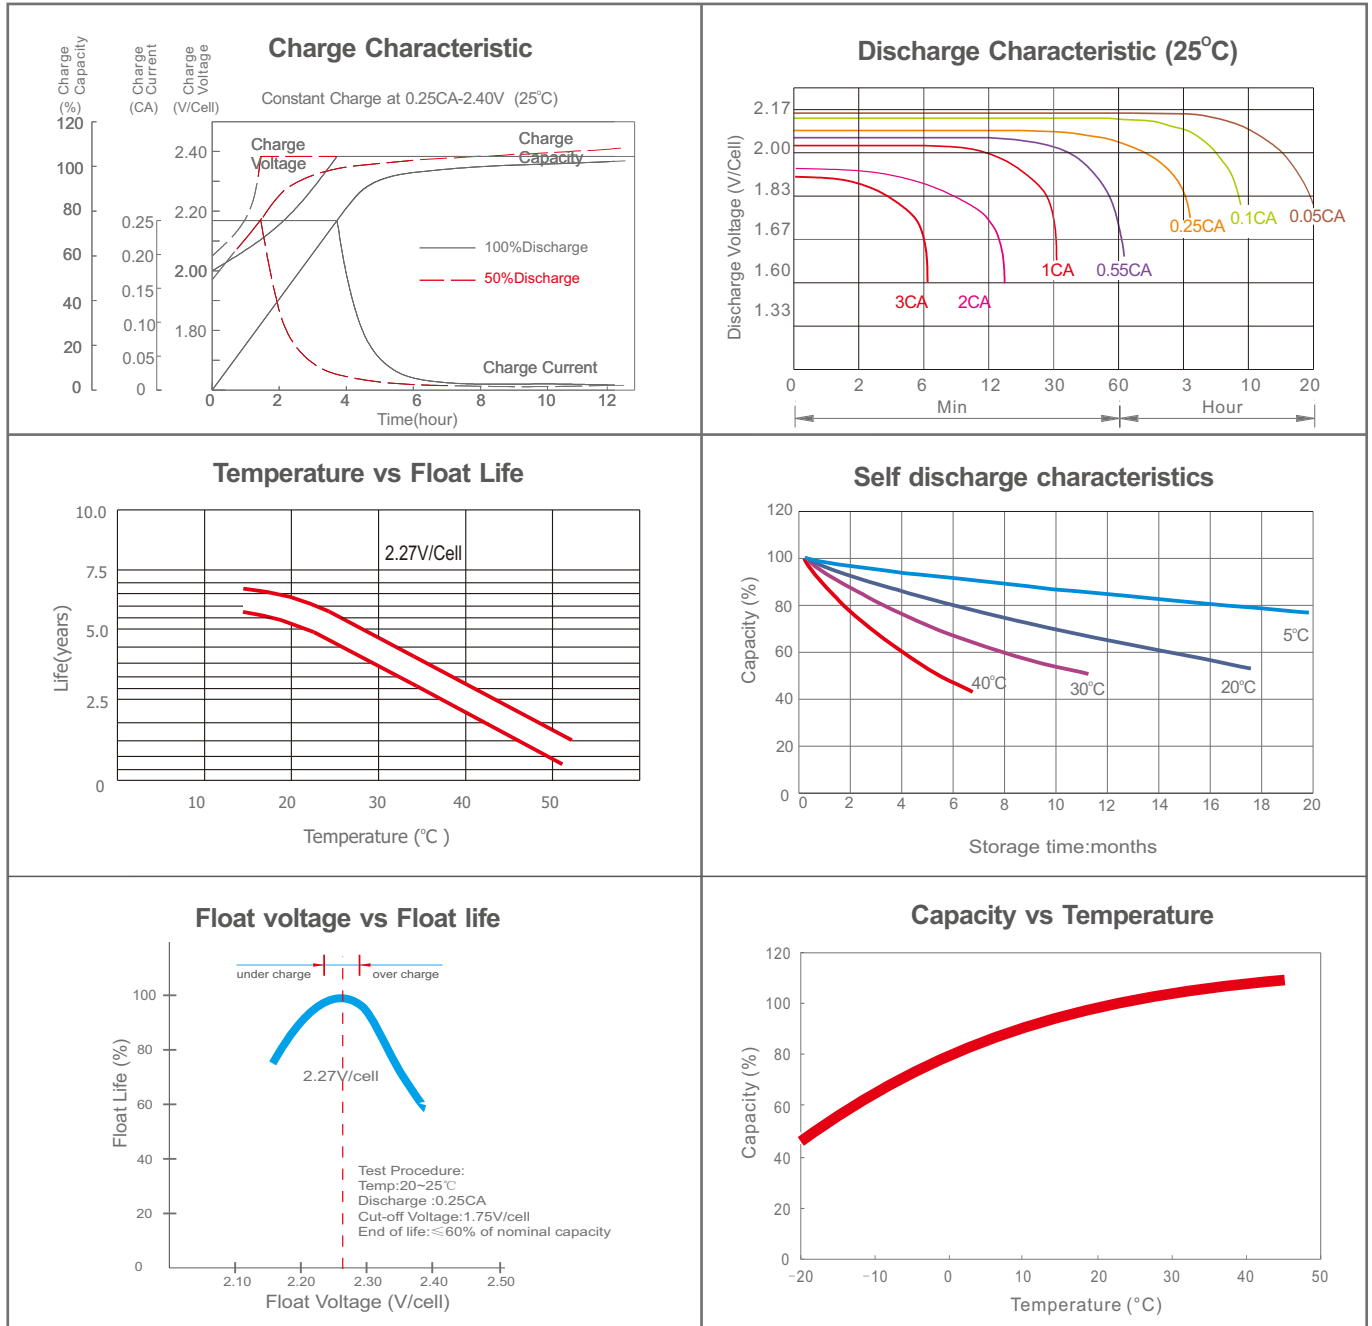 Charge Characteristic
Charge
Capacity
(%)
Charge
Current
(CA)
Charge
Voltage
(V/Cell)
Constant Charge at 0.25CA-2.40V (25°C)
120
100
80
60
40
20
0
0.25
0.20
0.15
0.10
0.05
0
2.40
2.20
2.00
1.80
0
Charge
Voltage
Charge
Capacity
100%Discharge
50%Discharge
Charge Current
0 2 4 6 8 10 12
Time(hour)
Discharge Characteristic (25°C)
Discharge Voltage (V/Cell)
2.17
2.00
1.83
1.67
1.60
1.33
3CA
2CA
1CA
0.55CA
0.25CA
0.1CA
0.05CA
0 2 6 12 30 60 3 10 20
Min
Hour
Temperature vs Float Life
Life(years)
10.0
7.5
5.0
2.5
0
2.27V/Cell
10 20 30 40 50
Temperature (°C )
Self discharge characteristics
Capacity (%)
120
100
80
60
40
20
0
5°C
20°C
30°C
40°C
0 2 4 6 8 10 12 14 16 18 20
Storage time:months
Float voltage vs Float life
under charge
over charge
Float Life (%)
100
80
60
40
20
0
2.27V/cell
Test Procedure:
Temp:20~25℃
Discharge :0.25CA
Cut-off Voltage:1.75V/cell
End of life:≤60% of nominal capacity
2.10 2.20 2.30 2.40 2.50
Float Voltage (V/cell)
Capacity vs Temperature
Capacity (%)
120
100
80
60
40
20
0
-20 -10 0 10 20 30 40 50
Temperature (°C)